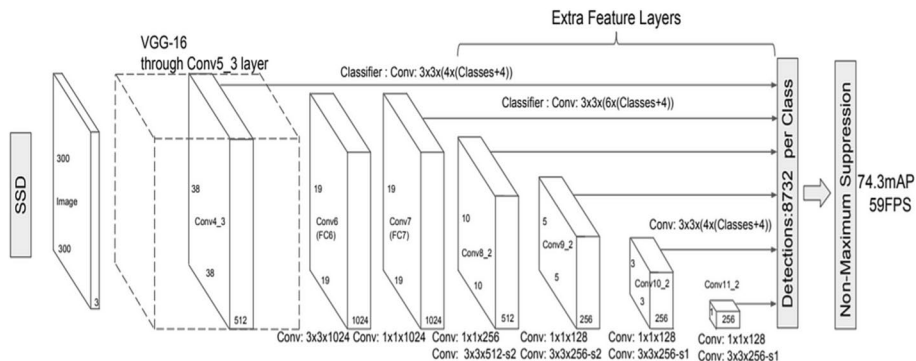 Extra Feature Layers
VGG-16
through Conv5_3 layer
Classifier : Conv: 3x3x(4x(Classes+4))
Classifier : Conv: 3x3x(6x(Classes+4))
SSD
300
Image
300
3
38
Conv4_3
38
512
19
Conv6
(FC6)
19
1024
19
Conv7
(FC7)
19
1024
10
Conv8_2
10
512
5
Conv9_2
5
256
Conv: 3x3x(4x(Classes+4))
3
Conv10_2
3
256
Conv11_2
1
256
Detections:8732 per Class
Non-Maximum Suppression
74.3mAP
59FPS
Conv: 3x3x1024
Conv: 1x1x1024
Conv: 1x1x256
Conv: 3x3x512-s2
Conv: 1x1x128
Conv: 3x3x256-s2
Conv: 1x1x128
Conv: 3x3x256-s1
Conv: 1x1x128
Conv: 3x3x256-s1